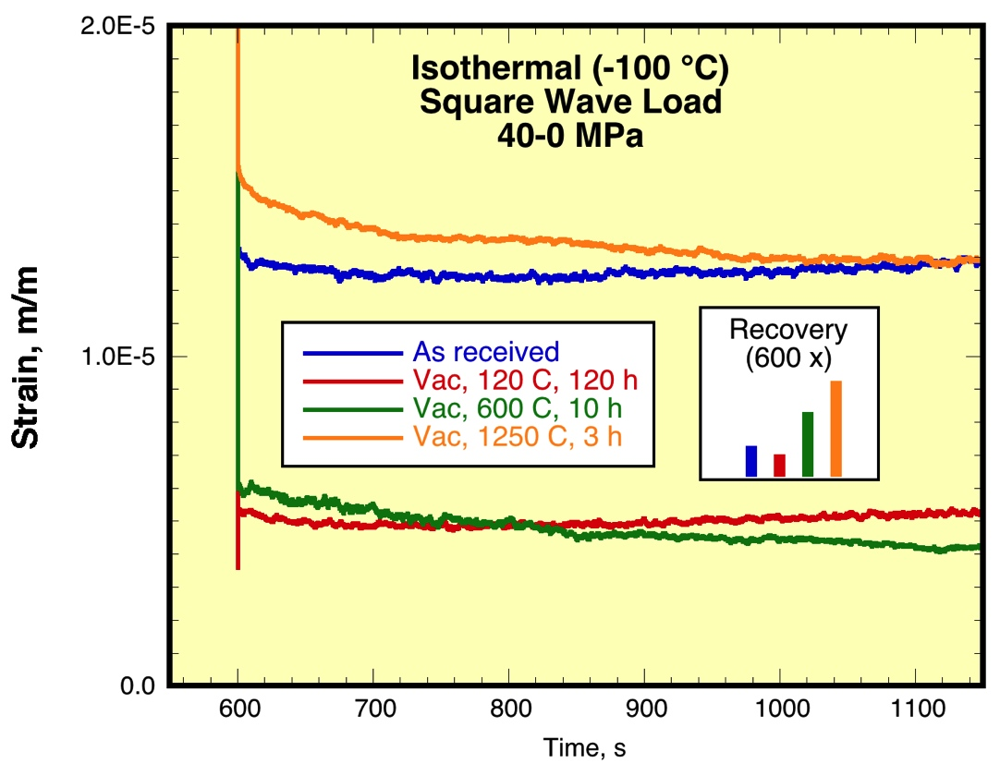 2.0E-5
Isothermal (-100 °C)
Square Wave Load
40-0 MPa
Strain, m/m
1.0E-5
As received
Vac, 120 C, 120 h
Vac, 600 C, 10 h
Vac, 1250 C, 3 h
Recovery
(600 x)
0.0
600 700 800 900 1000 1100
Time, s